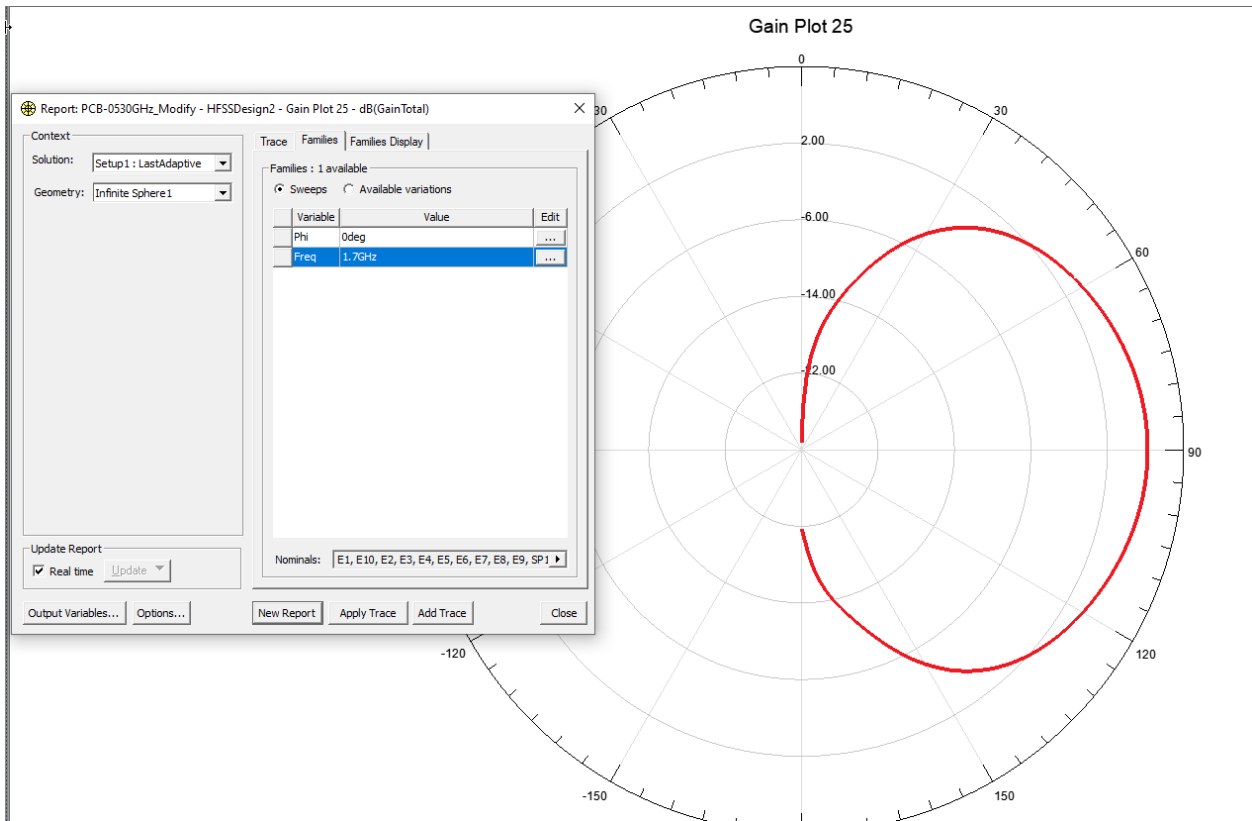 Gain Plot 25
Report: PCB-0530GHz_Modify - HFSSDesign2 - Gain Plot 25 - dB(GainTotal)
Context
Solution: Setup1 : LastAdaptive
Geometry: Infinite Sphere1
Update Report
Real time Update
Output Variables... Options...
Trace Families Families Display
Families : 1 available
Sweeps Available variations
Variable Value Edit
Phi 0deg ...
Freq 1.7GHz ...
Nominals: E1, E10, E2, E3, E4, E5, E6, E7, E8, E9, SP1
New Report Apply Trace Add Trace Close
0
30
30
2.00
-6.00
60
-14.00
-22.00
90
-120
120
-150
150